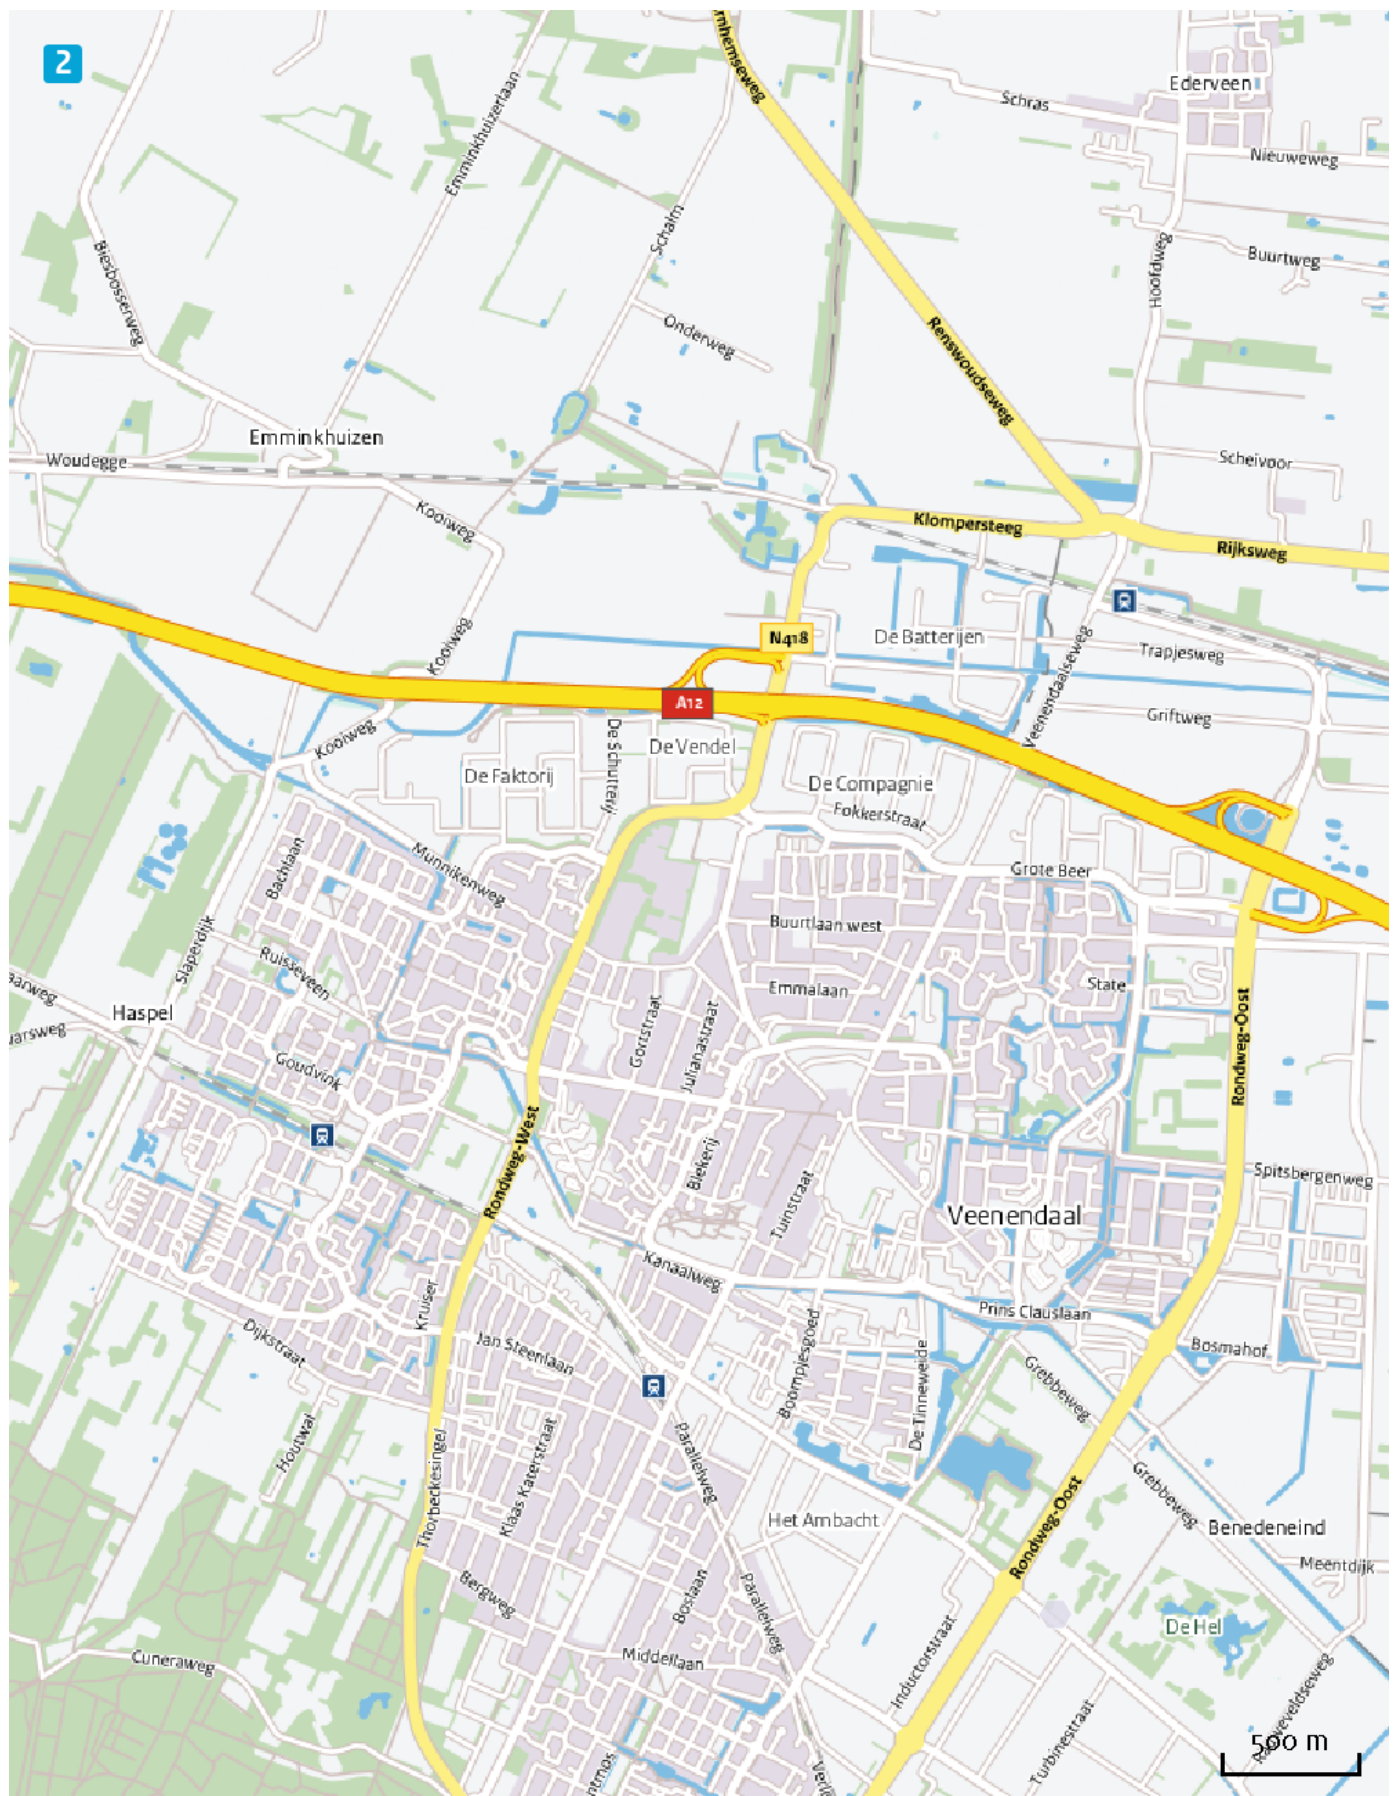 2
Ederveen
Schras
Nieuweweg
Emminkhuizerlaan
Schalm
Hoofdweg
Buurtweg
Biesbosserweg
Onderweg
Renswoudseweg
Emminkhuizen
Woudegge
Scheivoor
Kooiweg
Klompersteeg
Rijksweg
N418
De Batterijen
Kooiweg
Trapjesweg
Veenendaalseweg
A12
Griftweg
Kooiweg
De Schutterij
De Vendel
De Faktorij
De Compagnie
Fokkerstraat
Munnikenweg
Bachlaan
Grote Beer
Buurtlaan west
Slaperdijk
Ruisseveen
Emmalaan
State
Haspel
Gortstraat
Julianastraat
Rondweg-Oost
Goudvink
Rondweg-West
Blekerij
Tuinstraat
Spitsbergenweg
Veenendaal
Kanaalweg
Kruiser
Prins Clauslaan
Dijkstraat
Jan Steenlaan
Boompjesgoed
De Tinneweide
Bosmahof
Grebbeweg
Houtwal
Klaas Katerstraat
Parallelweg
Thorbeckesingel
Grebbeweg
Rondweg-Oost
Het Ambacht
Benedeneind
Meentdijk
Bergweg
Boslaan
Parallelweg
De Hel
Cuneraweg
Middellaan
Inductorstraat
Turbinestraat
500 m